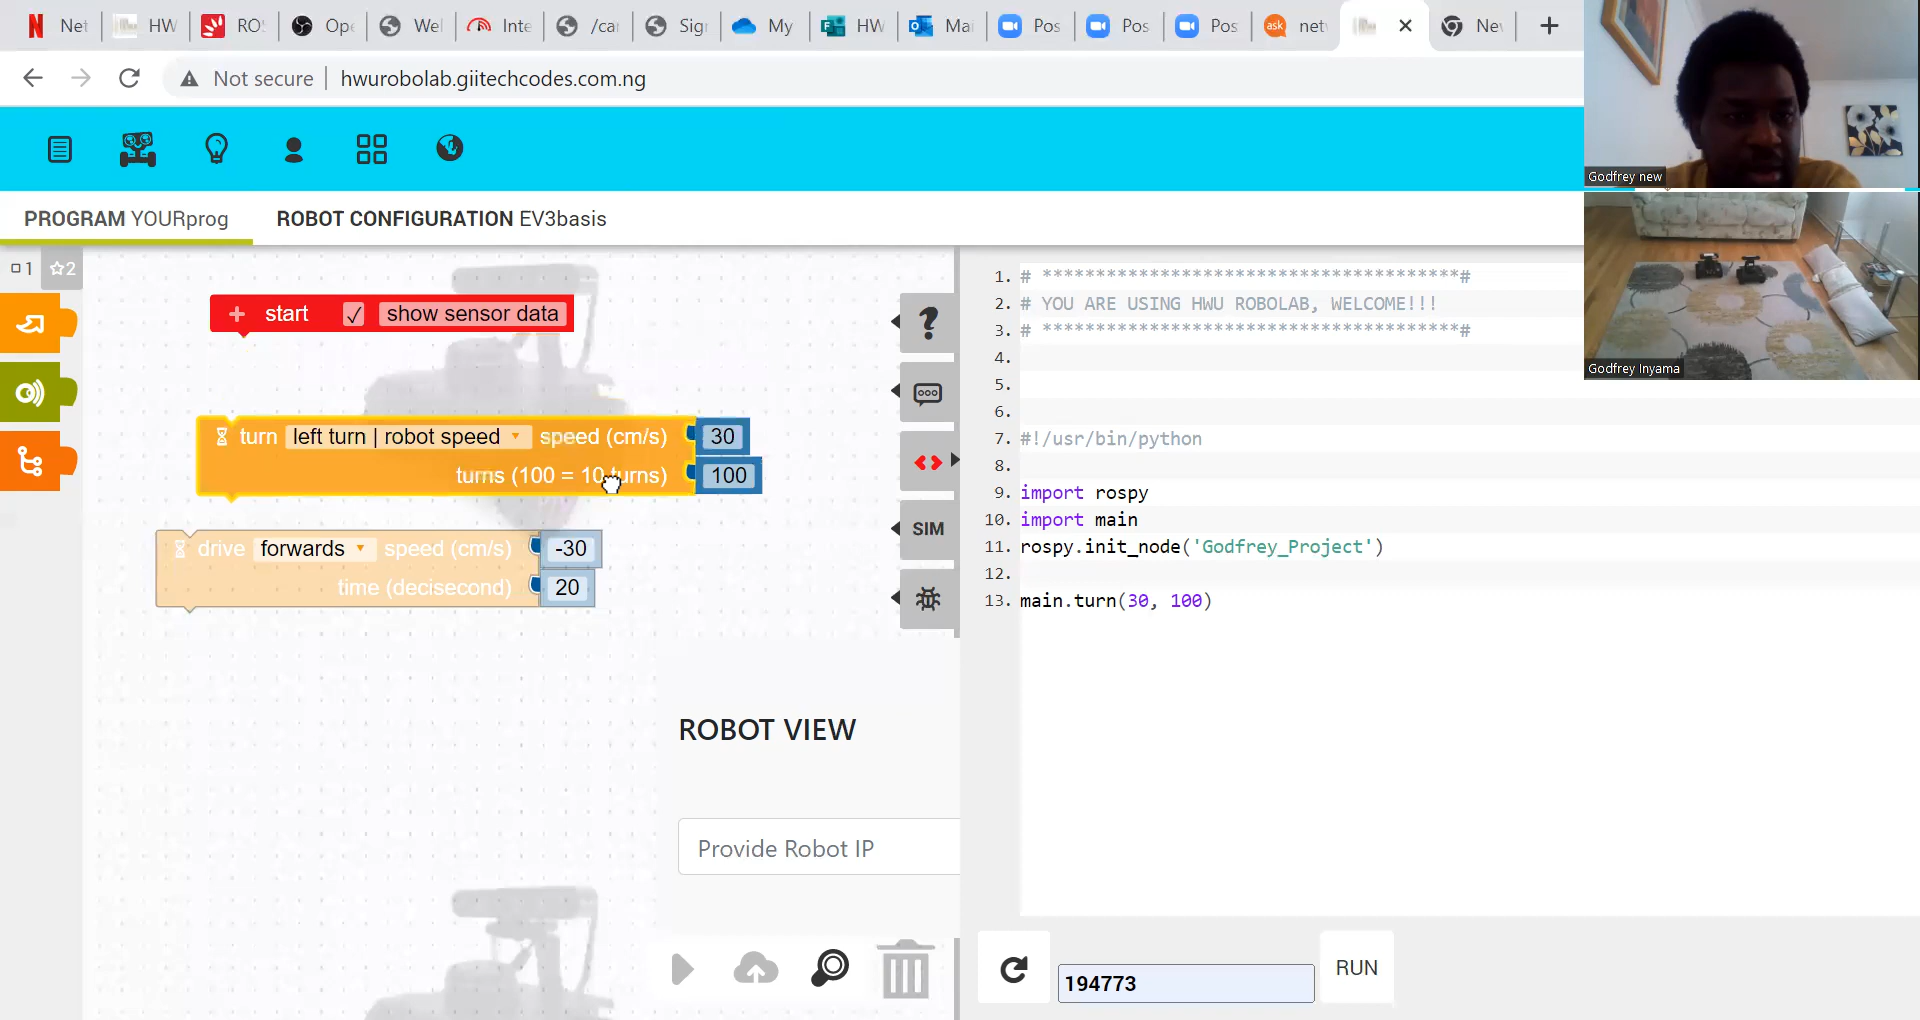 Net
HW
RO
Ope
Wel
Inte
/car
Sig
My
HW
Mai
Pos
Pos
Pos
ask
net
Ne
Not secure
hwurobolab.giitechcodes.com.ng
Godfrey new
PROGRAM YOURprog
ROBOT CONFIGURATION EV3basis
1
2
start
show sensor data
turn left turn | robot speed speed (cm/s) 30
turns (100 = 10 turns) 100
drive forwards speed (cm/s) -30
time (decisecond) 20
?
SIM
ROBOT VIEW
Provide Robot IP
1. # ***************************************#
2. # YOU ARE USING HWU ROBOLAB, WELCOME!!!
3. # ***************************************#
4.
5.
6.
7. #!/usr/bin/python
8.
9. import rospy
10. import main
11. rospy.init_node('Godfrey_Project')
12.
13. main.turn(30, 100)
Godfrey Inyama
194773
RUN